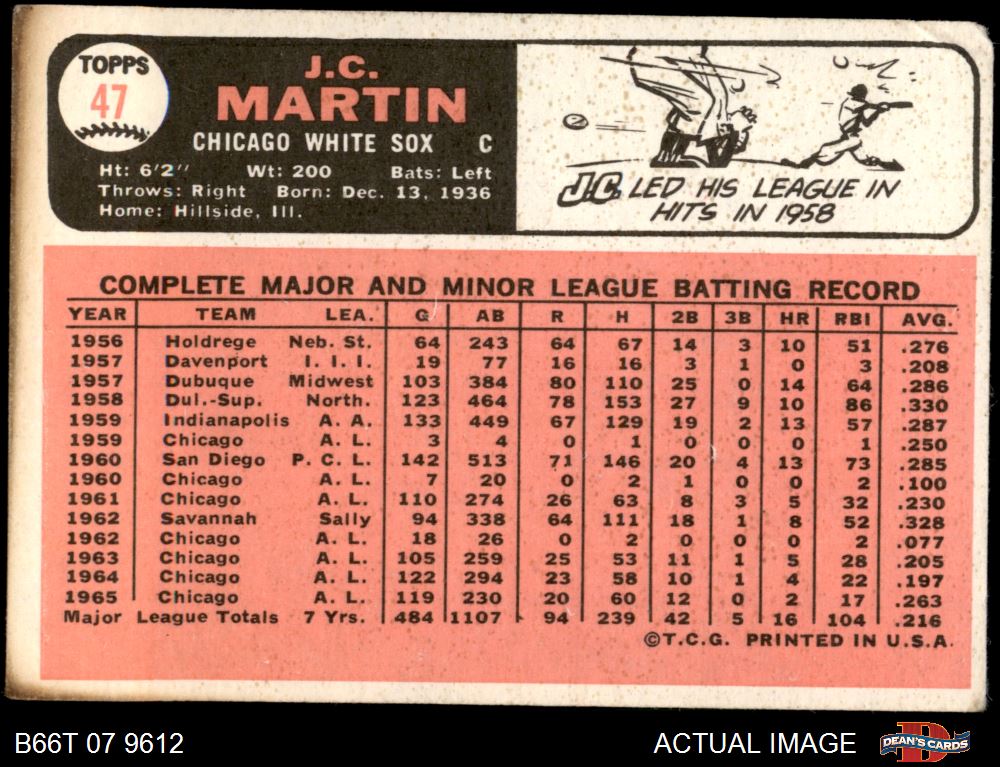 TOPPS
47
J.C.
MARTIN
CHICAGO WHITE SOX C
Ht: 6'2" Wt: 200 Bats: Left
Throws: Right Born: Dec. 13, 1936
Home: Hillside, Ill.
J.C. LED HIS LEAGUE IN
HITS IN 1958
COMPLETE MAJOR AND MINOR LEAGUE BATTING RECORD
YEAR TEAM LEA. G AB R H 2B 3B HR RBI AVG.
1956 Holdrege Neb. St. 64 243 64 67 14 3 10 51 .276
1957 Davenport I. I. I. 19 77 16 16 3 1 0 3 .208
1957 Dubuque Midwest 103 384 80 110 25 0 14 64 .286
1958 Dul.-Sup. North. 123 464 78 153 27 9 10 86 .330
1959 Indianapolis A. A. 133 449 67 129 19 2 13 57 .287
1959 Chicago A. L. 3 4 0 1 0 0 0 1 .250
1960 San Diego P. C. L. 142 513 71 146 20 4 13 73 .285
1960 Chicago A. L. 7 20 0 2 1 0 0 2 .100
1961 Chicago A. L. 110 274 26 63 8 3 5 32 .230
1962 Savannah Sally 94 338 64 111 18 1 8 52 .328
1962 Chicago A. L. 18 26 0 2 0 0 0 2 .077
1963 Chicago A. L. 105 259 25 53 11 1 5 28 .205
1964 Chicago A. L. 122 294 23 58 10 1 4 22 .197
1965 Chicago A. L. 119 230 20 60 12 0 2 17 .263
Major League Totals 7 Yrs. 484 1107 94 239 42 5 16 104 .216
©T.C.G. PRINTED IN U.S.A.
B66T 07 9612
ACTUAL IMAGE
DEAN'S CARDS